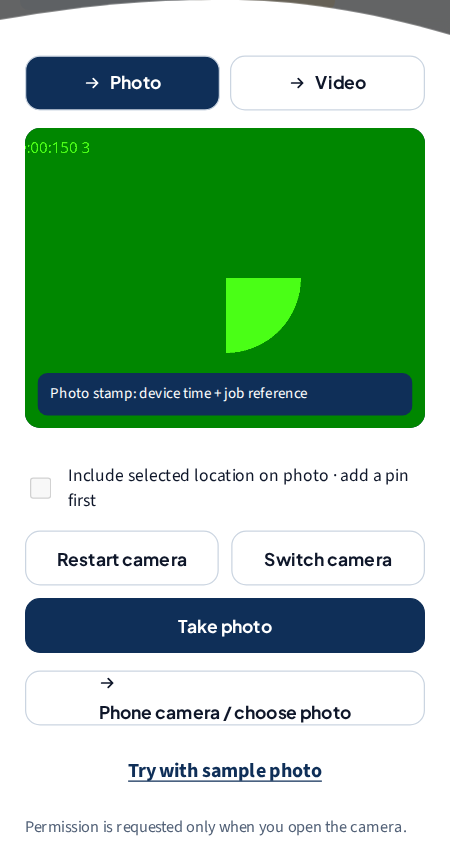 → Photo
→ Video
:00:150 3
Photo stamp: device time + job reference
Include selected location on photo · add a pin
first
Restart camera
Switch camera
Take photo
→
Phone camera / choose photo
Try with sample photo
Permission is requested only when you open the camera.